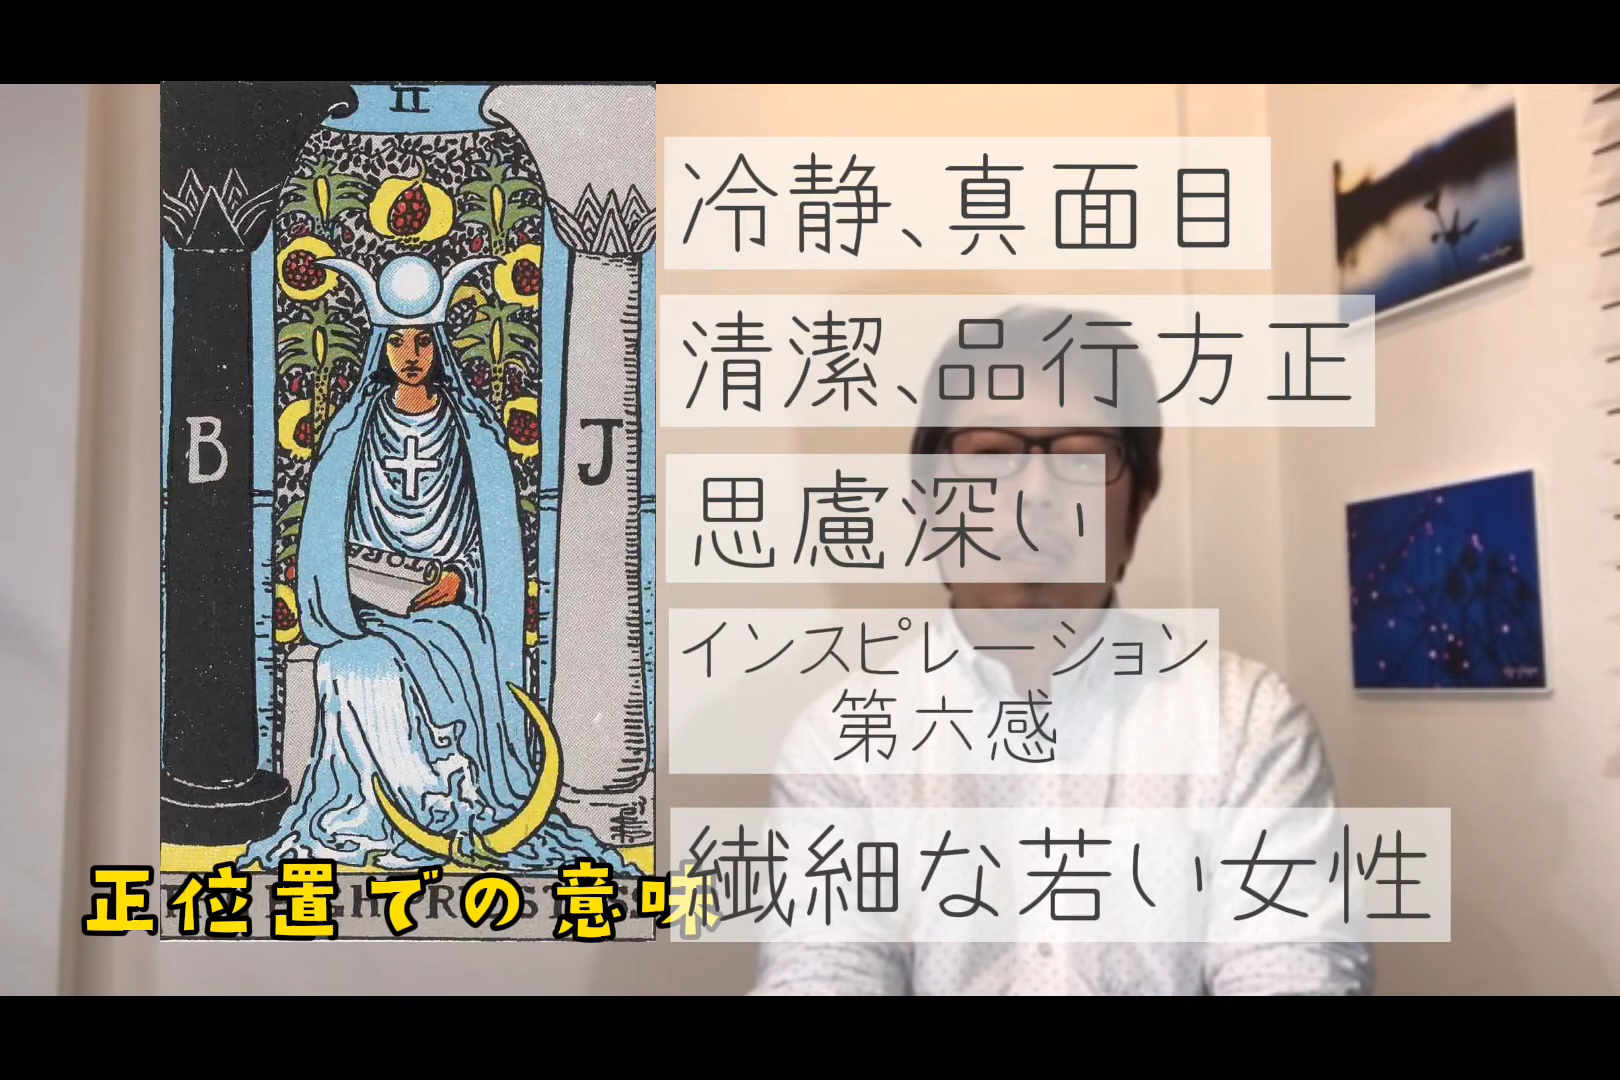 II
B
J
TORA
冷静、真面目
清潔、品行方正
思慮深い
インスピレーション
第六感
繊細な若い女性
正位置での意味